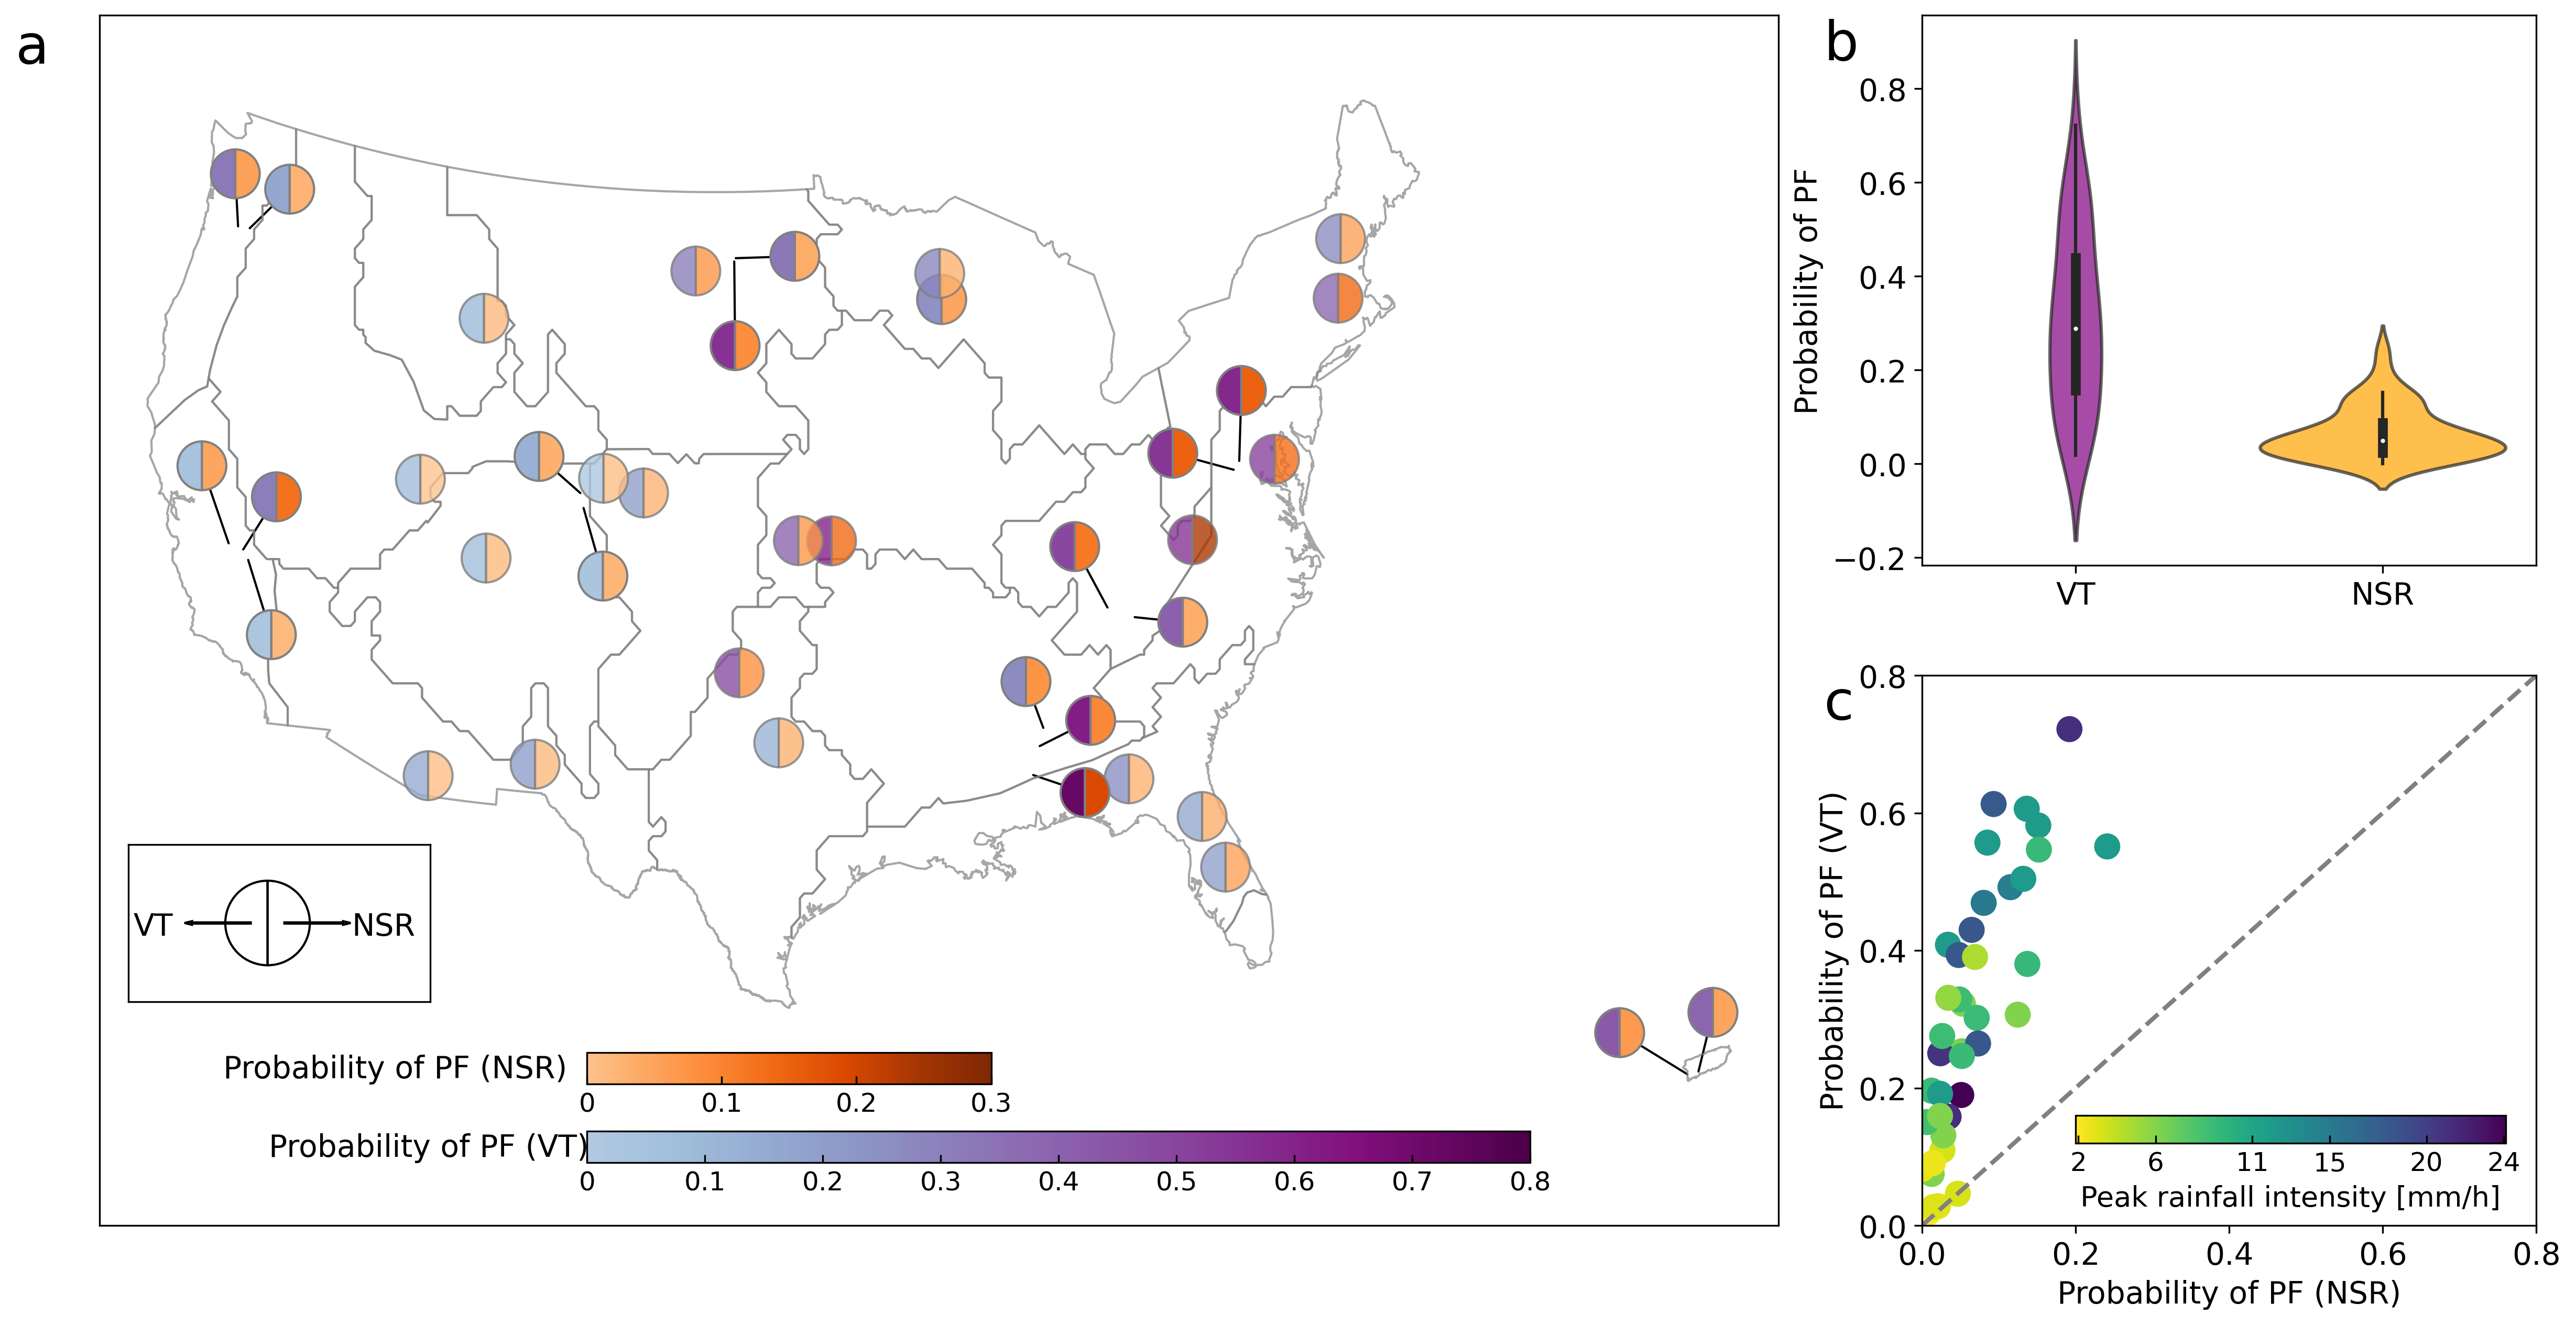 a
VT
NSR
Probability of PF (NSR)
0 0.1 0.2 0.3
Probability of PF (VT)
0 0.1 0.2 0.3 0.4 0.5 0.6 0.7 0.8
b
Probability of PF
0.8
0.6
0.4
0.2
0.0
−0.2
VT NSR
c
Probability of PF (VT)
0.8
0.6
0.4
0.2
0.0
2 6 11 15 20 24
Peak rainfall intensity [mm/h]
0.0 0.2 0.4 0.6 0.8
Probability of PF (NSR)